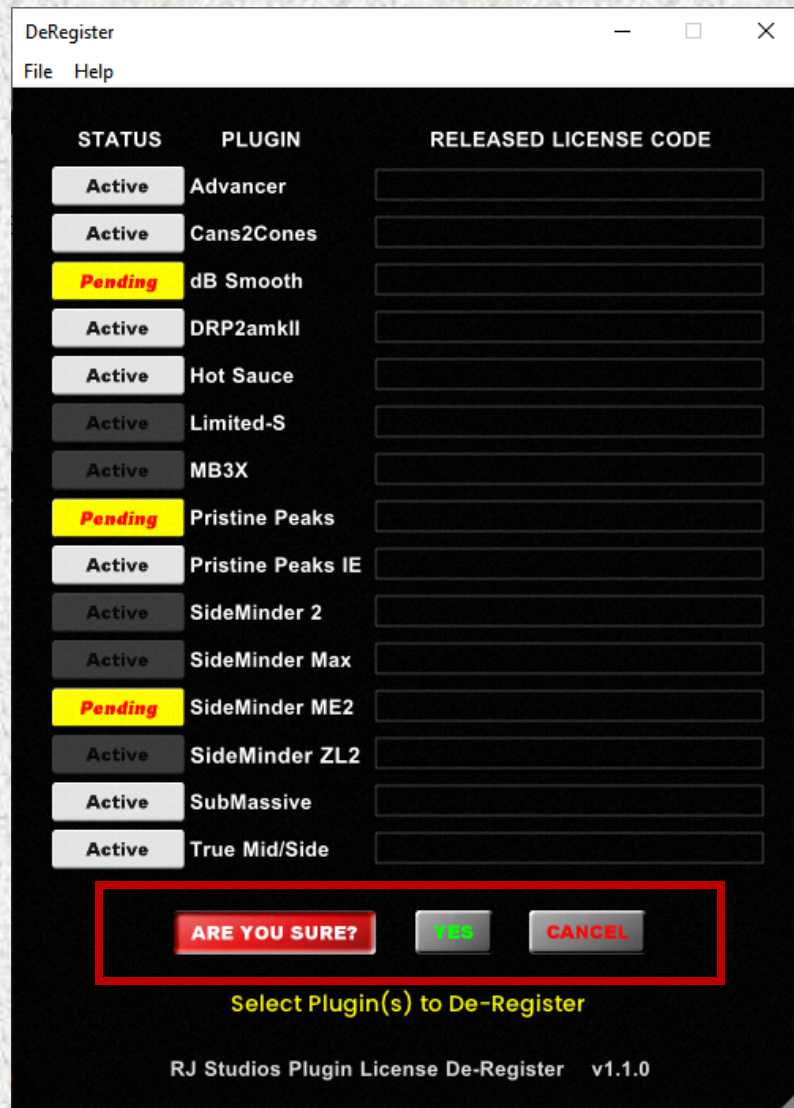 DeRegister
File Help
STATUS PLUGIN RELEASED LICENSE CODE
Active Advancer
Active Cans2Cones
Pending dB Smooth
Active DRP2amkII
Active Hot Sauce
Active Limited-S
Active MB3X
Pending Pristine Peaks
Active Pristine Peaks IE
Active SideMinder 2
Active SideMinder Max
Pending SideMinder ME2
Active SideMinder ZL2
Active SubMassive
Active True Mid/Side
ARE YOU SURE? YES CANCEL
Select Plugin(s) to De-Register
RJ Studios Plugin License De-Register v1.1.0